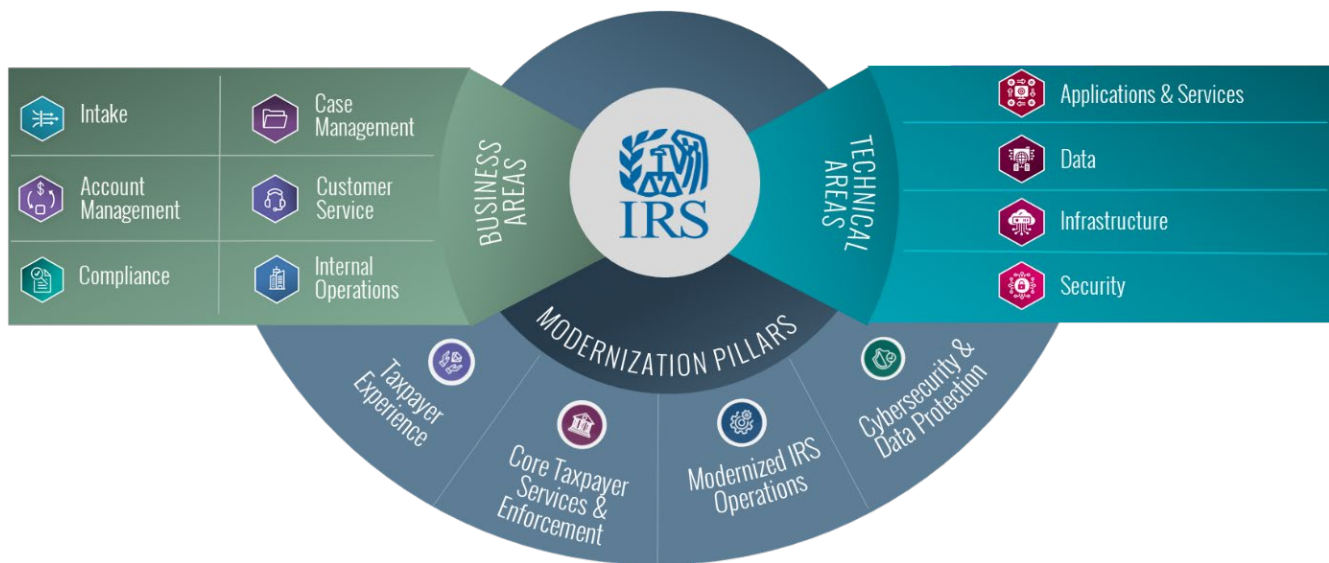 Intake
Case
Management
Account
Management
Customer
Service
Compliance
Internal
Operations
BUSINESS
AREAS
IRS
TECHNICAL
AREAS
Applications & Services
Data
Infrastructure
Security
MODERNIZATION PILLARS
Taxpayer
Experience
Core Taxpayer
Services &
Enforcement
Modernized IRS
Operations
Cybersecurity &
Data Protection